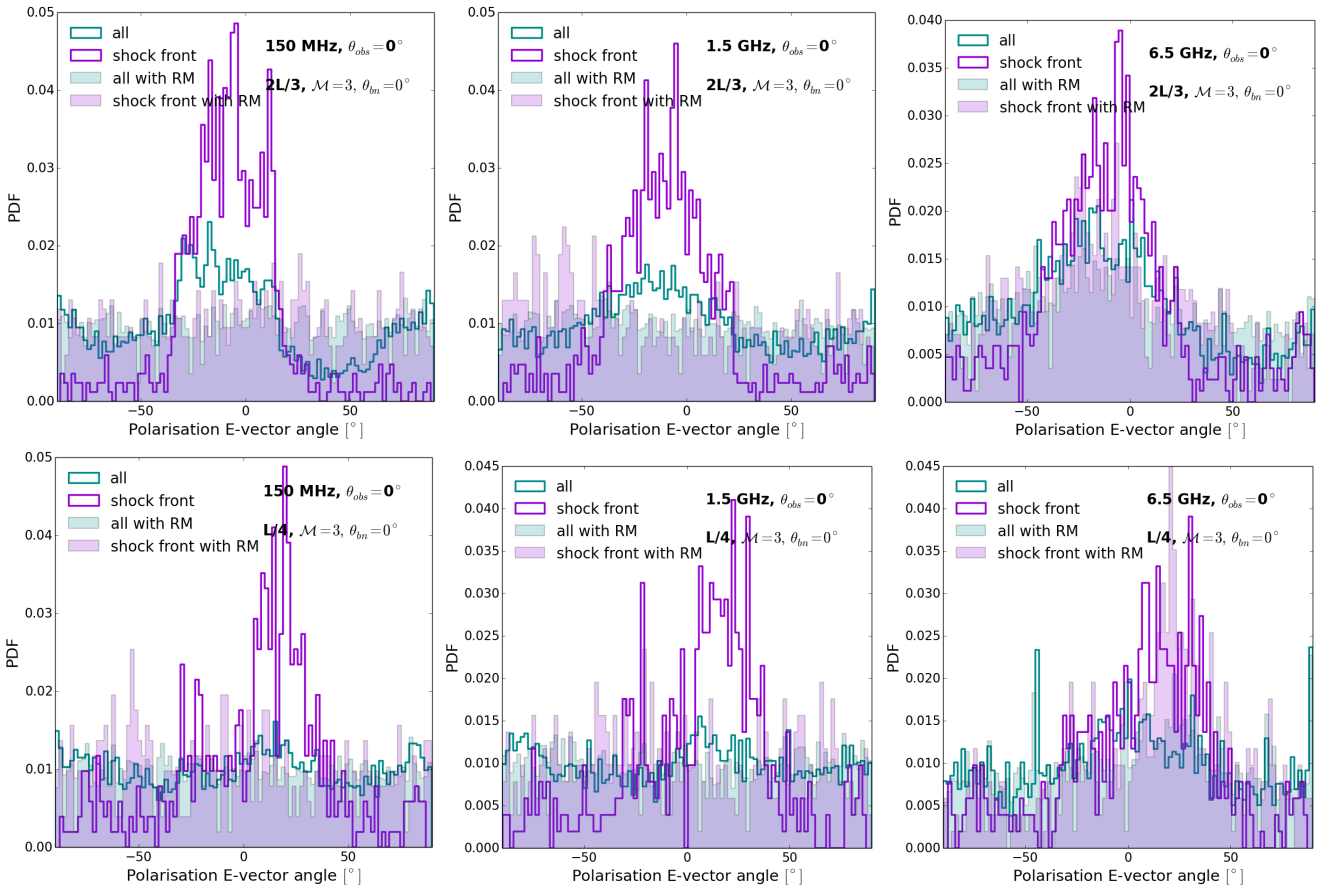 0.05
0.04
0.03
0.02
0.01
0.00
PDF
−50
0
50
Polarisation E-vector angle [°]
all
shock front
all with RM
shock front with RM
150 MHz, θobs=0°
2L/3, ℳ=3, θbn=0°
0.05
0.04
0.03
0.02
0.01
0.00
PDF
−50
0
50
Polarisation E-vector angle [°]
all
shock front
all with RM
shock front with RM
1.5 GHz, θobs=0°
2L/3, ℳ=3, θbn=0°
0.040
0.035
0.030
0.025
0.020
0.015
0.010
0.005
0.000
PDF
−50
0
50
Polarisation E-vector angle [°]
all
shock front
all with RM
shock front with RM
6.5 GHz, θobs=0°
2L/3, ℳ=3, θbn=0°
0.05
0.04
0.03
0.02
0.01
0.00
PDF
−50
0
50
Polarisation E-vector angle [°]
all
shock front
all with RM
shock front with RM
150 MHz, θobs=0°
L/4, ℳ=3, θbn=0°
0.045
0.040
0.035
0.030
0.025
0.020
0.015
0.010
0.005
0.000
PDF
−50
0
50
Polarisation E-vector angle [°]
all
shock front
all with RM
shock front with RM
1.5 GHz, θobs=0°
L/4, ℳ=3, θbn=0°
0.045
0.040
0.035
0.030
0.025
0.020
0.015
0.010
0.005
0.000
PDF
−50
0
50
Polarisation E-vector angle [°]
all
shock front
all with RM
shock front with RM
6.5 GHz, θobs=0°
L/4, ℳ=3, θbn=0°